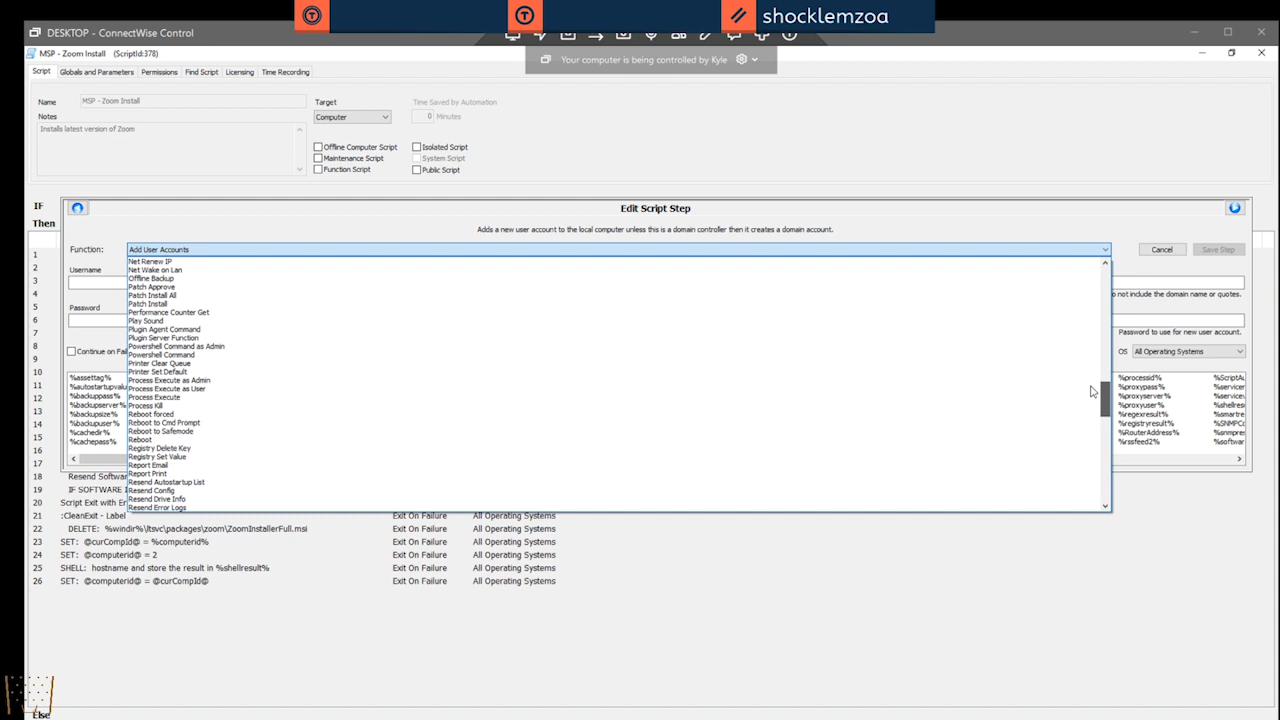 shocklemzoa
DESKTOP - ConnectWise Control
MSP - Zoom Install (ScriptId:378)
Your computer is being controlled by Kyle
Script Globals and Parameters Permissions Find Script Licensing Time Recording
Name MSP - Zoom Install Target Time Saved by Automation
Notes Computer 0 Minutes
Installs latest version of Zoom
Offline Computer Script Isolated Script
Maintenance Script System Script
Function Script Public Script
IF
Then
Edit Script Step
Adds a new user account to the local computer unless this is a domain controller then it creates a domain account.
Function: Add User Accounts Cancel Save Step
Username
not include the domain name or quotes.
Password
Password to use for new user account.
OS All Operating Systems
Net Renew IP
Net Wake on Lan
Offline Backup
Patch Approve
Patch Install All
Patch Install
Performance Counter Get
Play Sound
Plugin Agent Command
Plugin Server Function
Powershell Command as Admin
Powershell Command
Printer Clear Queue
Printer Set Default
Process Execute as Admin
Process Execute as User
Process Execute
Process Kill
Reboot forced
Reboot to Cmd Prompt
Reboot to Safemode
Reboot
Registry Delete Key
Registry Set Value
Report Email
Report Print
Resend Autostartup List
Resend Config
Resend Drive Info
Resend Error Logs
%assettag%
%autostartupvalu
%backuppass%
%backupserver%
%backupsize%
%backupuser%
%cachedir%
%cachepass%
%processid% %ScriptAu
%proxypass% %service
%proxyserver% %service
%proxyuser% %shellres
%regexresult% %smartre
%registryresult% %SNMPC
%RouterAddress% %snmpres
%rssfeed2% %softwar
1
2
3
4
5
6
7
8
9
10
11
12
13
14
15
16
17
18 Resend Softwa
19 IF SOFTWARE
20 Script Exit with Er
21 :CleanExit - Label Exit On Failure All Operating Systems
22 DELETE: %windir%\ltsvc\packages\zoom\ZoomInstallerFull.msi Exit On Failure All Operating Systems
23 SET: @curCompId@ = %computerid% Exit On Failure All Operating Systems
24 SET: @computerid@ = 2 Exit On Failure All Operating Systems
25 SHELL: hostname and store the result in %shellresult% Exit On Failure All Operating Systems
26 SET: @computerid@ = @curCompId@ Exit On Failure All Operating Systems
Else